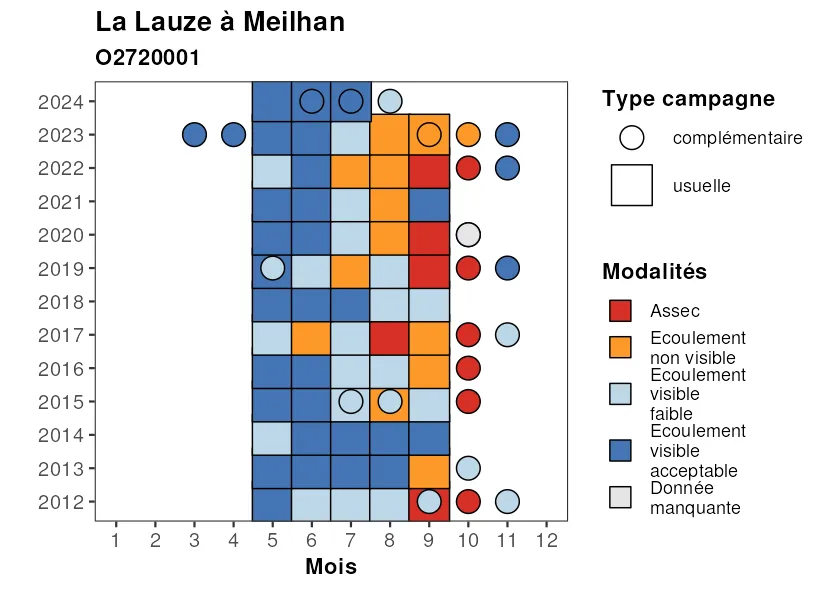 La Lauze à Meilhan
O2720001
2024
2023
2022
2021
2020
2019
2018
2017
2016
2015
2014
2013
2012
1 2 3 4 5 6 7 8 9 10 11 12
Mois
Type campagne
complémentaire
usuelle
Modalités
Assec
Ecoulement
non visible
Ecoulement
visible
faible
Ecoulement
visible
acceptable
Donnée
manquante